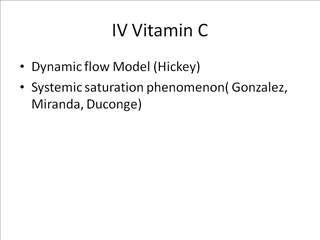 IV Vitamin C
• Dynamic flow Model (Hickey)
• Systemic saturation phenomenon( Gonzalez,
Miranda, Duconge)